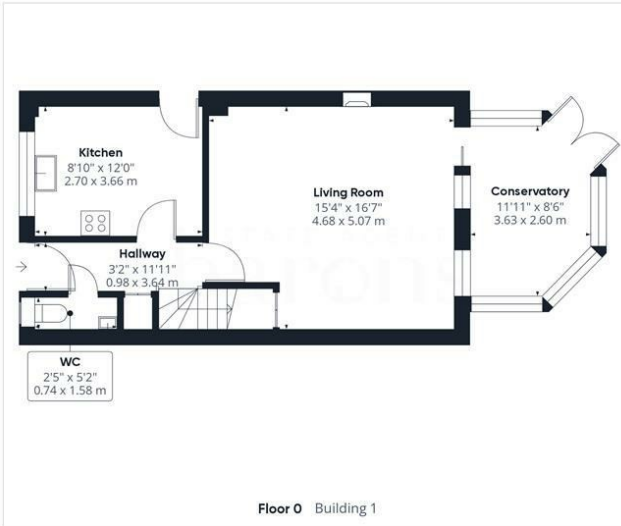 Kitchen
8'10" x 12'0"
2.70 x 3.66 m
Living Room
15'4" x 16'7"
4.68 x 5.07 m
Conservatory
11'11" x 8'6"
3.63 x 2.60 m
Hallway
3'2" x 11'11"
0.98 x 3.64 m
WC
2'5" x 5'2"
0.74 x 1.58 m
Floor 0 Building 1